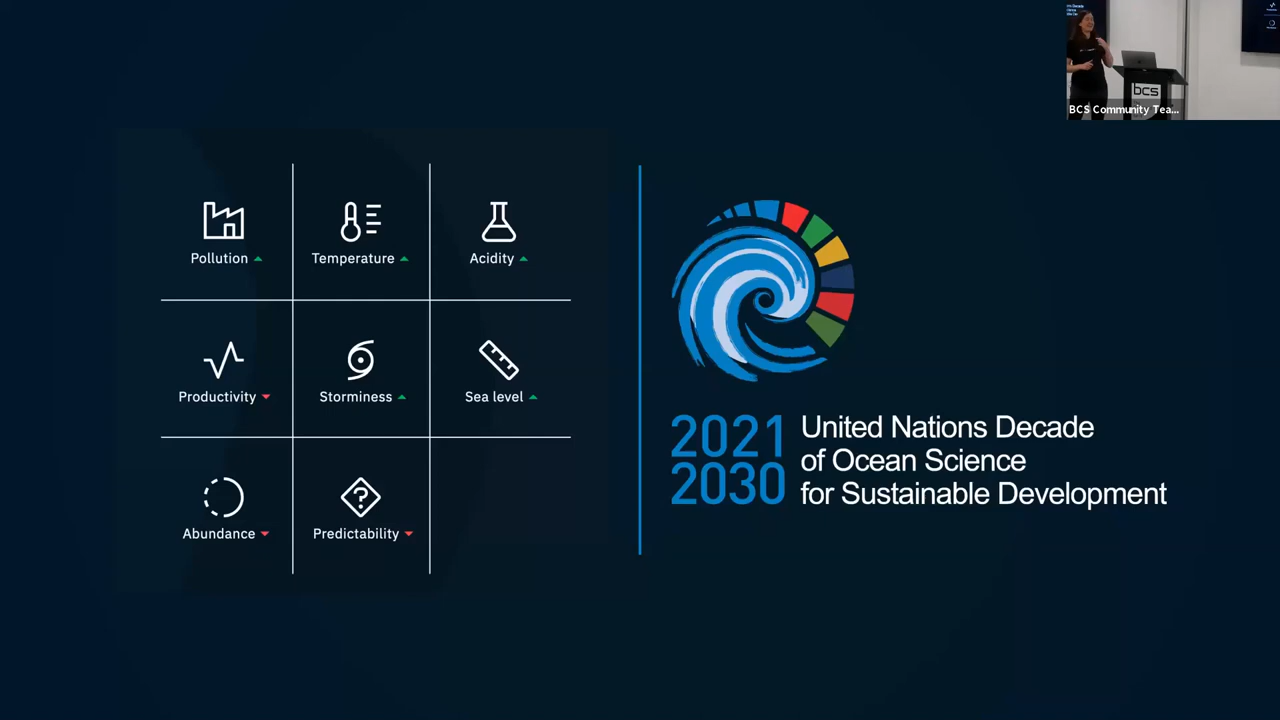 BCS Community Tea...
bcs
Pollution
Temperature
Acidity
Productivity
Storminess
Sea level
Abundance
Predictability
2021
2030
United Nations Decade
of Ocean Science
for Sustainable Development